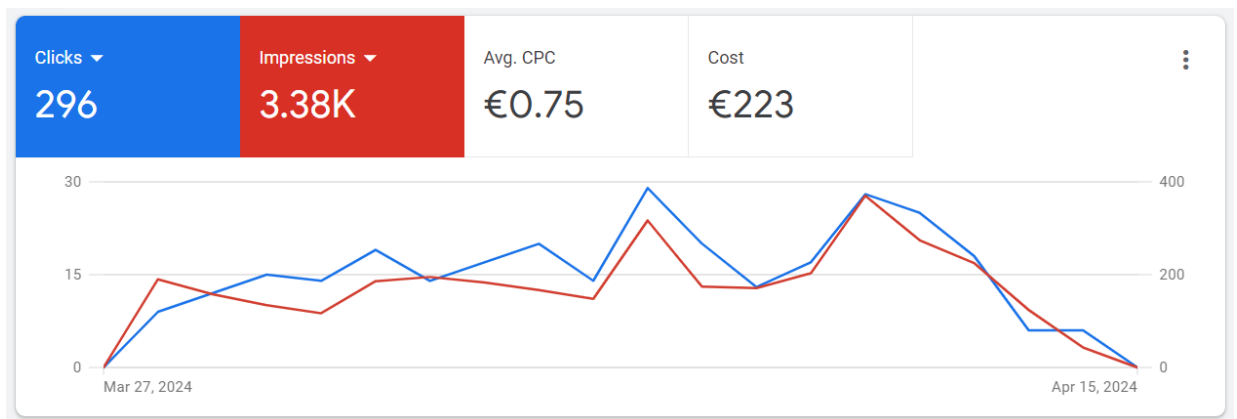 Clicks
Impressions
Avg. CPC
Cost
296
3.38K
€0.75
€223
30
400
15
200
0
0
Mar 27, 2024
Apr 15, 2024